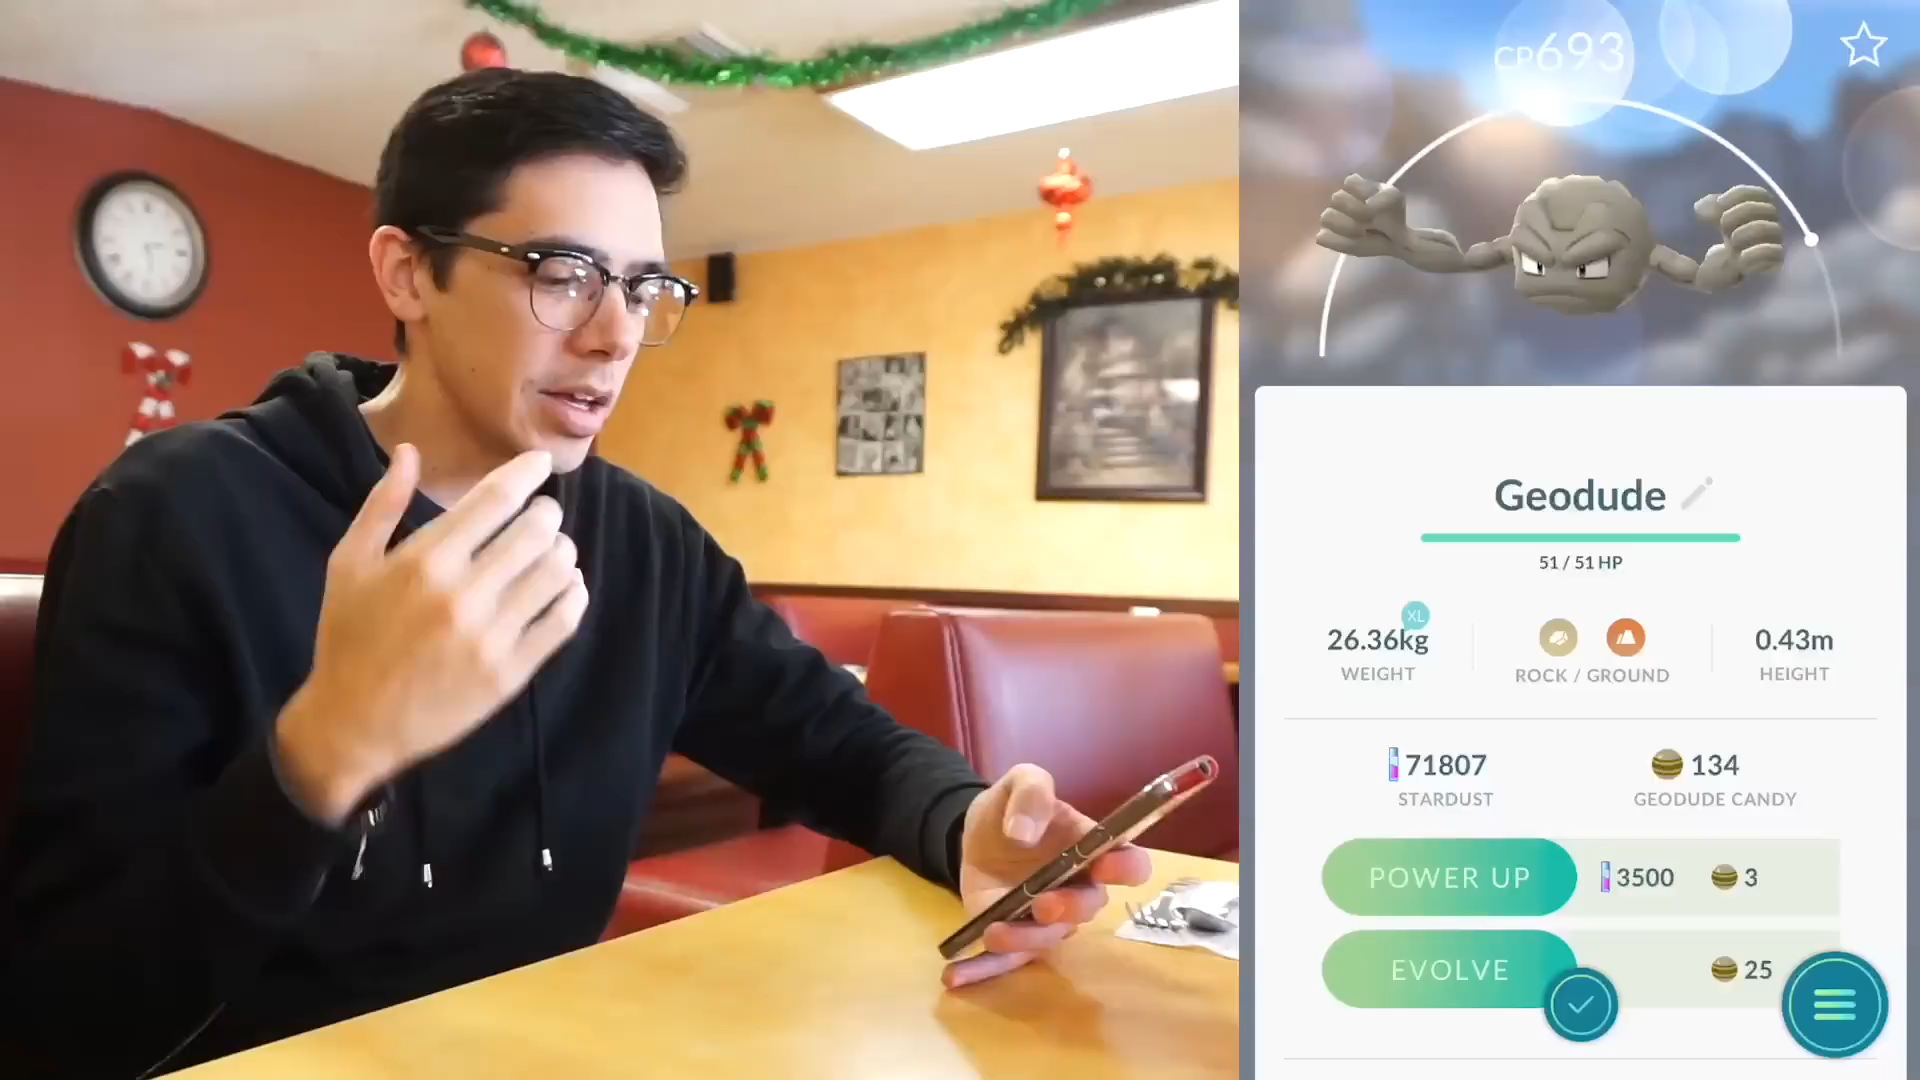 CP693
Geodude
51 / 51 HP
XL
26.36kg
WEIGHT
ROCK / GROUND
0.43m
HEIGHT
71807
STARDUST
134
GEODUDE CANDY
POWER UP
3500
3
EVOLVE
25